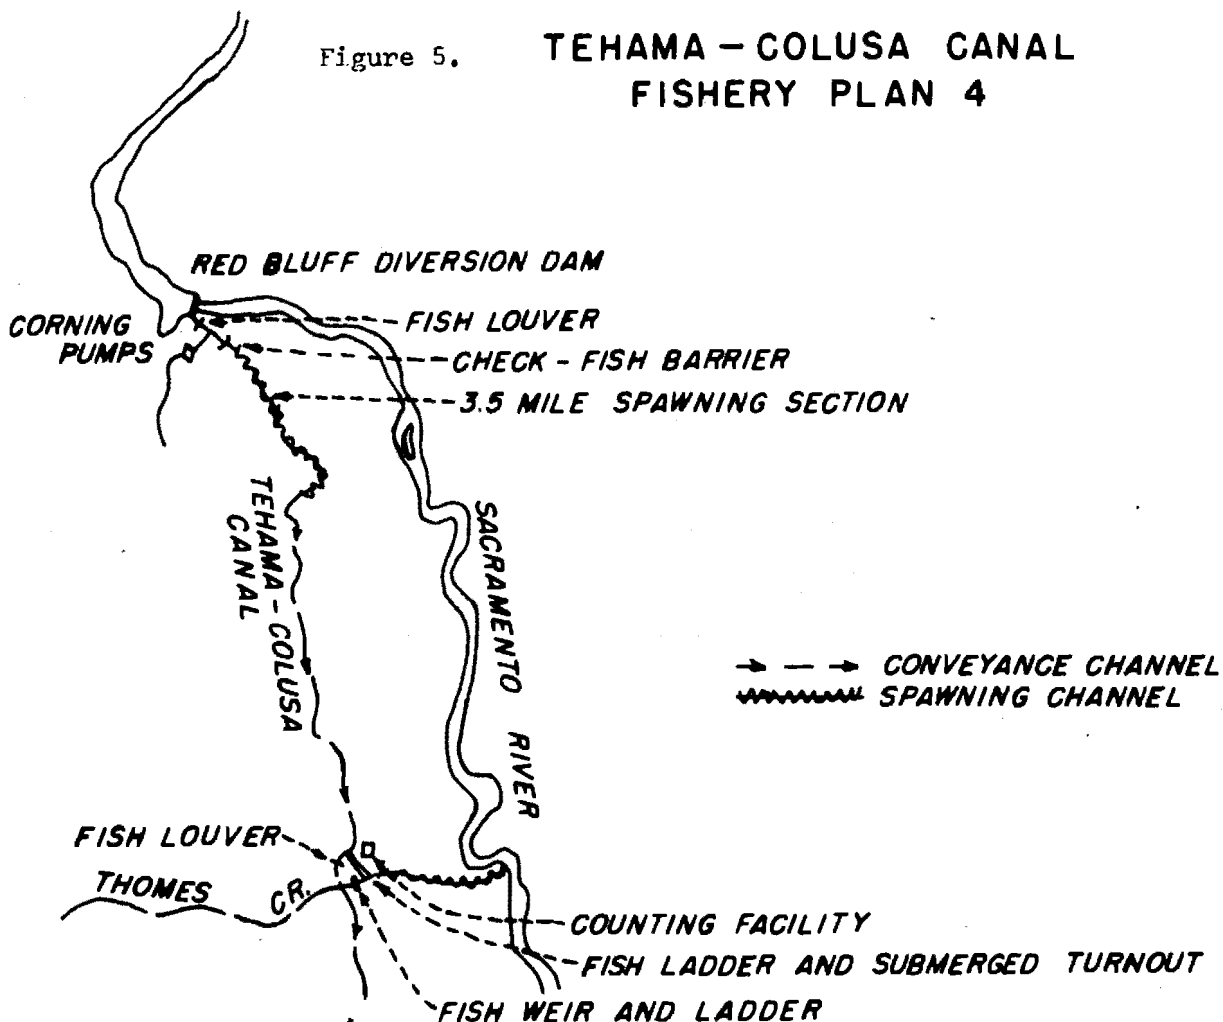 Figure 5.
TEHAMA - COLUSA CANAL
FISHERY PLAN 4
RED BLUFF DIVERSION DAM
CORNING
PUMPS
FISH LOUVER
CHECK - FISH BARRIER
3.5 MILE SPAWNING SECTION
TEHAMA - COLUSA
CANAL
SACRAMENTO RIVER
CONVEYANCE CHANNEL
SPAWNING CHANNEL
FISH LOUVER
THOMES CR.
COUNTING FACILITY
FISH LADDER AND SUBMERGED TURNOUT
FISH WEIR AND LADDER